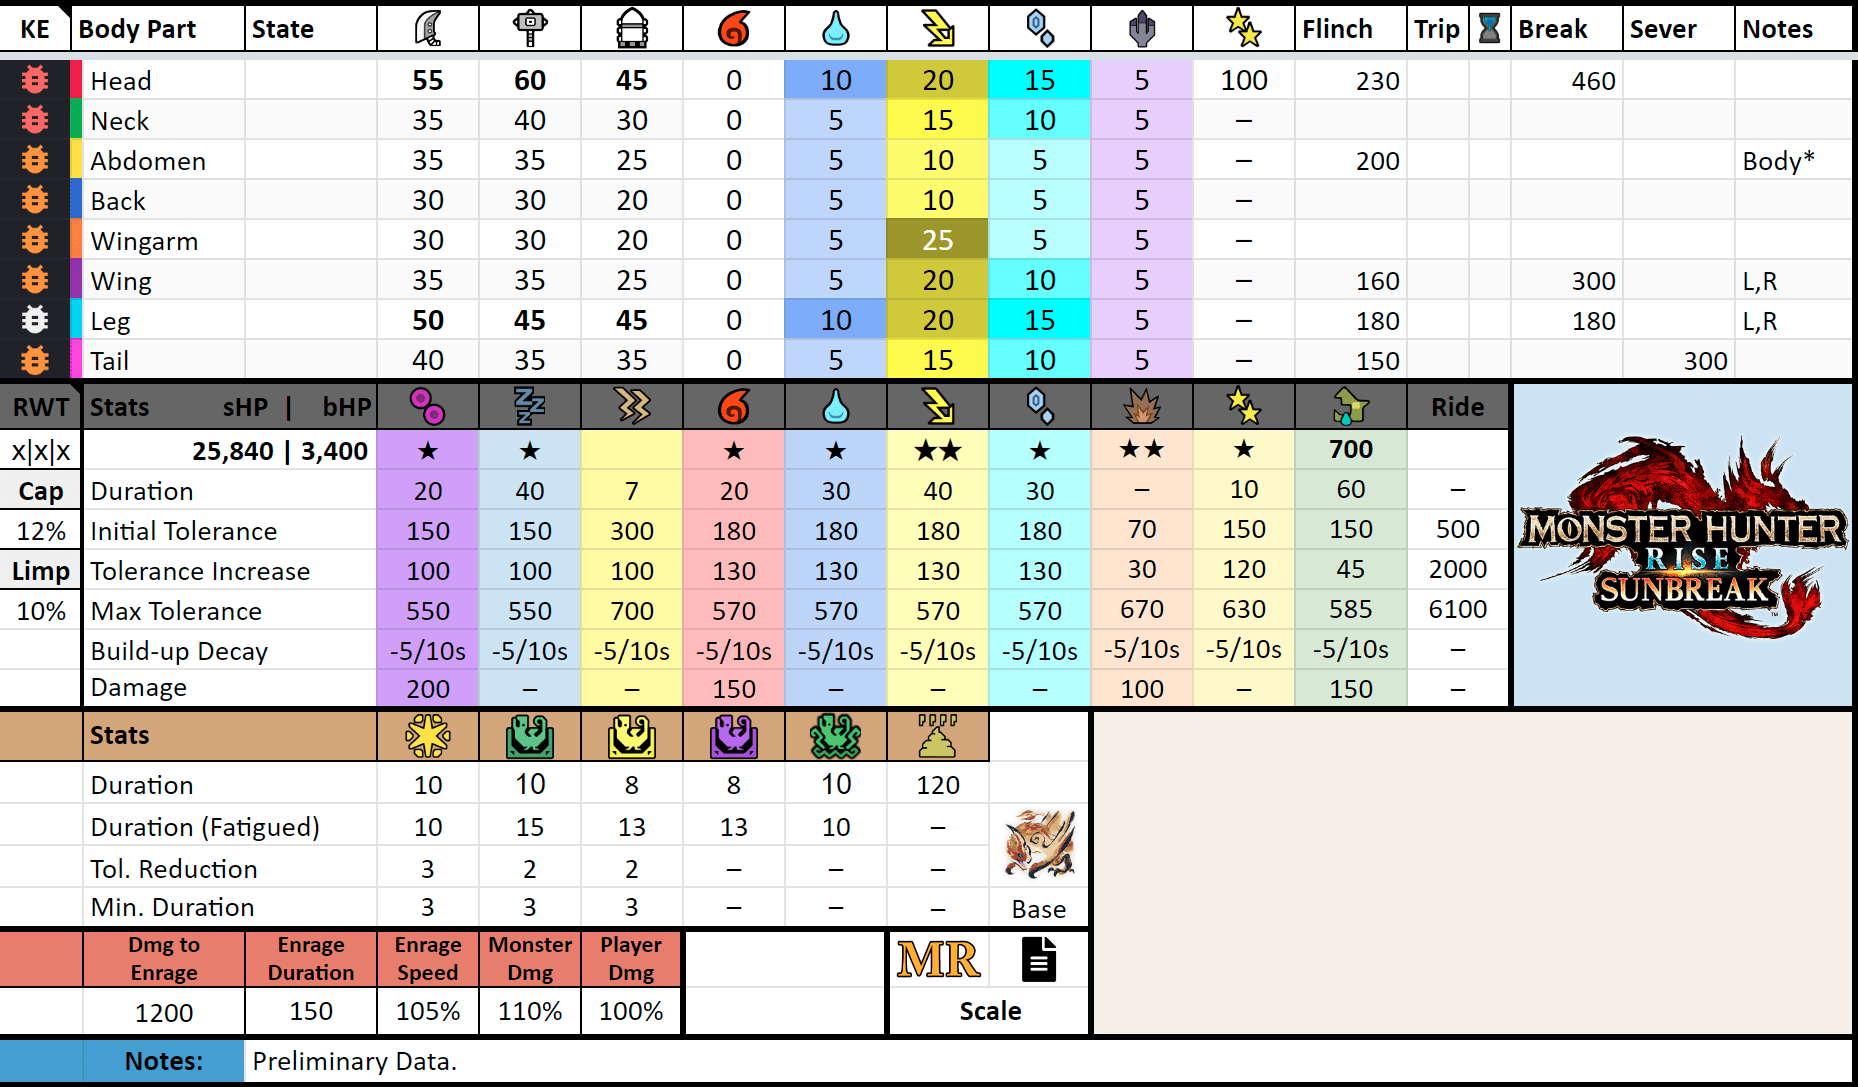 KE Body Part State Flinch Trip Break Sever Notes
Head 55 60 45 0 10 20 15 5 100 230 460
Neck 35 40 30 0 5 15 10 5 –
Abdomen 35 35 25 0 5 10 5 5 – 200 Body*
Back 30 30 20 0 5 10 5 5 –
Wingarm 30 30 20 0 5 25 5 5 –
Wing 35 35 25 0 5 20 10 5 – 160 300 L,R
Leg 50 45 45 0 10 20 15 5 – 180 180 L,R
Tail 40 35 35 0 5 15 10 5 – 150 300
RWT Stats sHP | bHP Ride
x|x|x 25,840 | 3,400 ★ ★ ★ ★ ★★ ★ ★★ ★ 700
Cap Duration 20 40 7 20 30 40 30 – 10 60 –
12% Initial Tolerance 150 150 300 180 180 180 180 70 150 150 500
Limp Tolerance Increase 100 100 100 130 130 130 130 30 120 45 2000
10% Max Tolerance 550 550 700 570 570 570 570 670 630 585 6100
Build-up Decay -5/10s -5/10s -5/10s -5/10s -5/10s -5/10s -5/10s -5/10s -5/10s -5/10s –
Damage 200 – – 150 – – – 100 – 150 –
MONSTER HUNTER
RISE
SUNBREAK
™
Stats
Duration 10 10 8 8 10 120
Duration (Fatigued) 10 15 13 13 10 –
Tol. Reduction 3 2 2 – – –
Min. Duration 3 3 3 – – – Base
Dmg to Enrage Enrage Monster Player
Enrage Duration Speed Dmg Dmg
MR
1200 150 105% 110% 100% Scale
Notes: Preliminary Data.